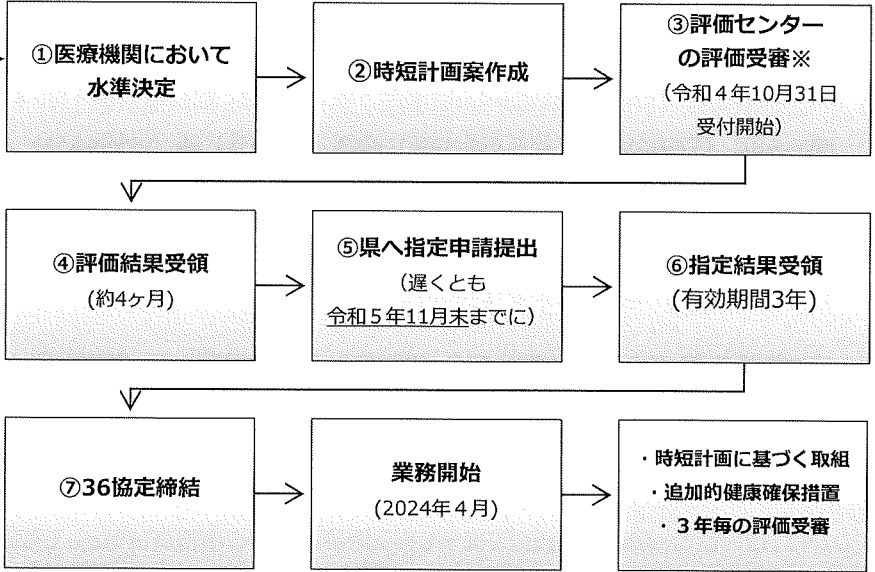 ①医療機関において
水準決定
②時短計画案作成
③評価センター
の評価受審※
（令和４年10月31日
受付開始）
④評価結果受領
(約4ヶ月)
⑤県へ指定申請提出
（遅くとも
令和５年11月末までに）
⑥指定結果受領
(有効期間3年)
⑦36協定締結
業務開始
(2024年４月)
・時短計画に基づく取組
・追加的健康確保措置
・３年毎の評価受審